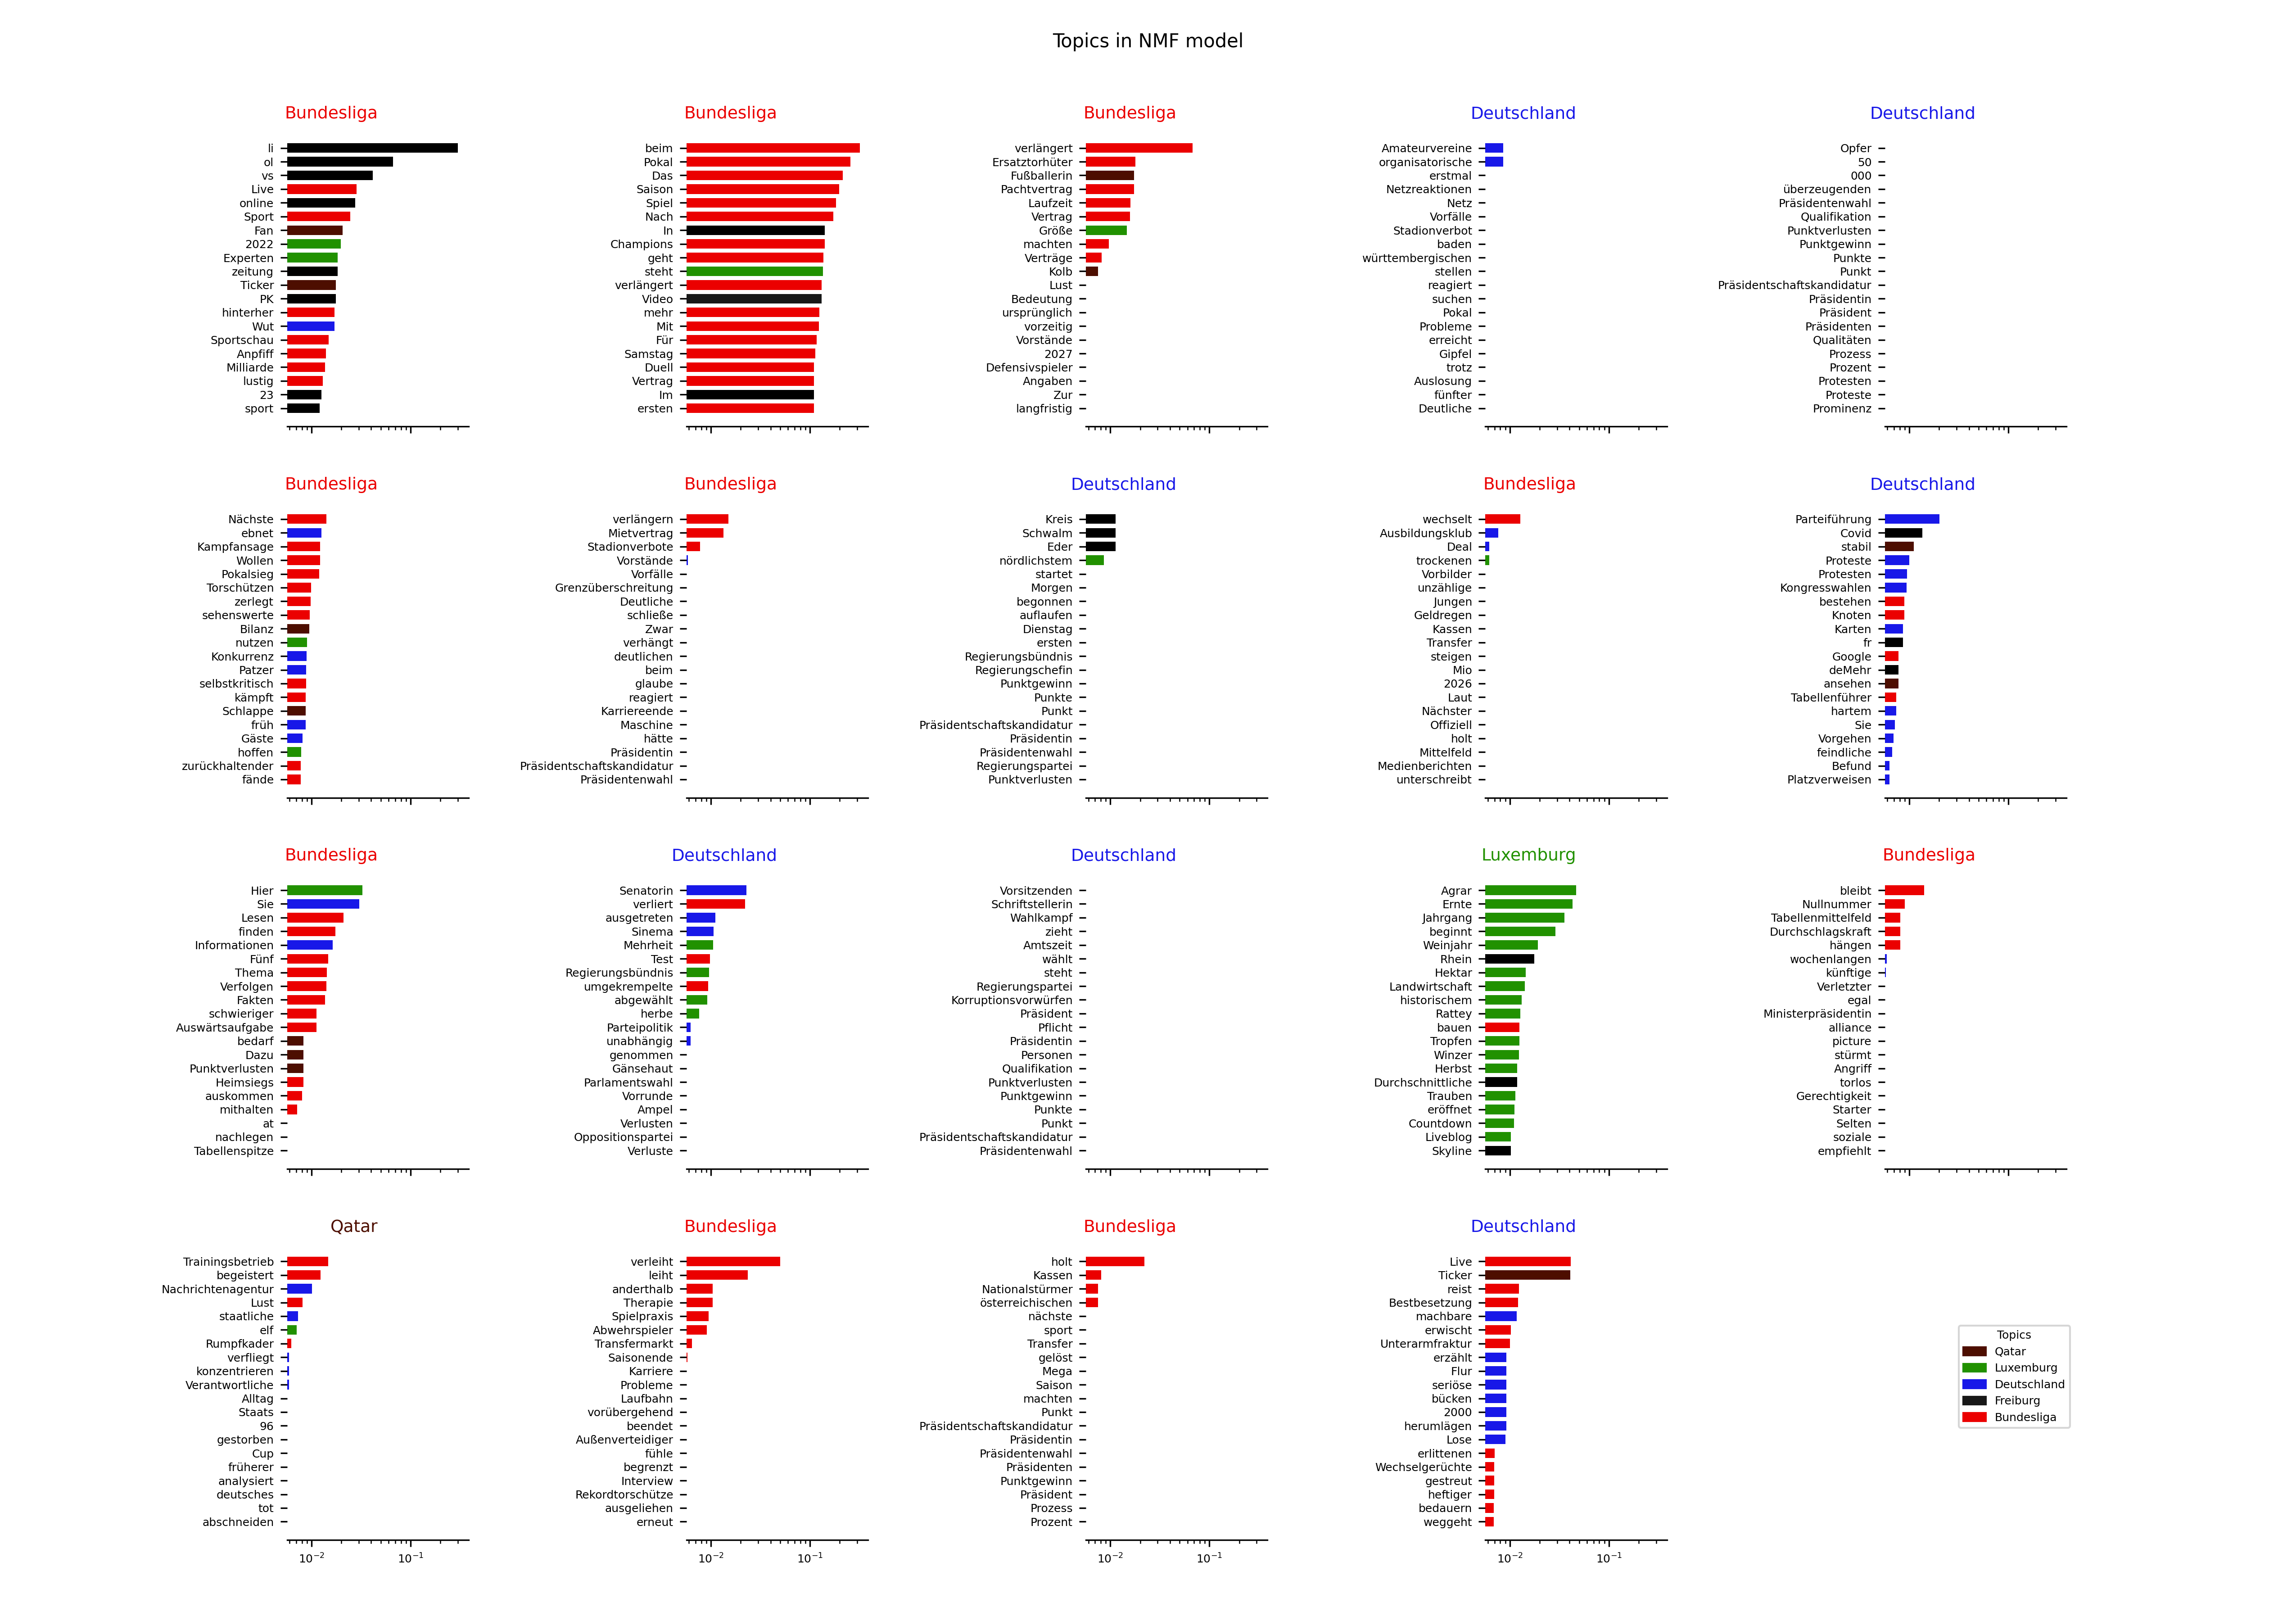 Topics in NMF model
Bundesliga
li
ol
vs
Live
online
Sport
Fan
2022
Experten
zeitung
Ticker
PK
hinterher
Wut
Sportschau
Anpfiff
Milliarde
lustig
23
sport
Bundesliga
beim
Pokal
Das
Saison
Spiel
Nach
In
Champions
geht
steht
verlängert
Video
mehr
Mit
Für
Samstag
Duell
Vertrag
Im
ersten
Bundesliga
verlängert
Ersatztorhüter
Fußballerin
Pachtvertrag
Laufzeit
Vertrag
Größe
machten
Verträge
Kolb
Lust
Bedeutung
ursprünglich
vorzeitig
Vorstände
2027
Defensivspieler
Angaben
Zur
langfristig
Deutschland
Amateurvereine
organisatorische
erstmal
Netzreaktionen
Netz
Vorfälle
Stadionverbot
baden
württembergischen
stellen
reagiert
suchen
Pokal
Probleme
erreicht
Gipfel
trotz
Auslosung
fünfter
Deutliche
Deutschland
Opfer
50
000
überzeugenden
Präsidentenwahl
Qualifikation
Punktverlusten
Punktgewinn
Punkte
Punkt
Präsidentschaftskandidatur
Präsidentin
Präsident
Präsidenten
Qualitäten
Prozess
Prozent
Protesten
Proteste
Prominenz
Bundesliga
Nächste
ebnet
Kampfansage
Wollen
Pokalsieg
Torschützen
zerlegt
sehenswerte
Bilanz
nutzen
Konkurrenz
Patzer
selbstkritisch
kämpft
Schlappe
früh
Gäste
hoffen
zurückhaltender
fände
Bundesliga
verlängern
Mietvertrag
Stadionverbote
Vorstände
Vorfälle
Grenzüberschreitung
Deutliche
schließe
Zwar
verhängt
deutlichen
beim
glaube
reagiert
Karriereende
Maschine
hätte
Präsidentin
Präsidentschaftskandidatur
Präsidentenwahl
Deutschland
Kreis
Schwalm
Eder
nördlichstem
startet
Morgen
begonnen
auflaufen
Dienstag
ersten
Regierungsbündnis
Regierungschefin
Punktgewinn
Punkte
Punkt
Präsidentschaftskandidatur
Präsidentin
Präsidentenwahl
Regierungspartei
Punktverlusten
Bundesliga
wechselt
Ausbildungsklub
Deal
trockenen
Vorbilder
unzählige
Jungen
Geldregen
Kassen
Transfer
steigen
Mio
2026
Laut
Nächster
Offiziell
holt
Mittelfeld
Medienberichten
unterschreibt
Deutschland
Parteiführung
Covid
stabil
Proteste
Protesten
Kongresswahlen
bestehen
Knoten
Karten
fr
Google
deMehr
ansehen
Tabellenführer
hartem
Sie
Vorgehen
feindliche
Befund
Platzverweisen
Bundesliga
Hier
Sie
Lesen
finden
Informationen
Fünf
Thema
Verfolgen
Fakten
schwieriger
Auswärtsaufgabe
bedarf
Dazu
Punktverlusten
Heimsiegs
auskommen
mithalten
at
nachlegen
Tabellenspitze
Deutschland
Senatorin
verliert
ausgetreten
Sinema
Mehrheit
Test
Regierungsbündnis
umgekrempelte
abgewählt
herbe
Parteipolitik
unabhängig
genommen
Gänsehaut
Parlamentswahl
Vorrunde
Ampel
Verlusten
Oppositionspartei
Verluste
Deutschland
Vorsitzenden
Schriftstellerin
Wahlkampf
zieht
Amtszeit
wählt
steht
Regierungspartei
Korruptionsvorwürfen
Präsident
Pflicht
Präsidentin
Personen
Qualifikation
Punktverlusten
Punktgewinn
Punkte
Punkt
Präsidentschaftskandidatur
Präsidentenwahl
Luxemburg
Agrar
Ernte
Jahrgang
beginnt
Weinjahr
Rhein
Hektar
Landwirtschaft
historischem
Rattey
bauen
Tropfen
Winzer
Herbst
Durchschnittliche
Trauben
eröffnet
Countdown
Liveblog
Skyline
Bundesliga
bleibt
Nullnummer
Tabellenmittelfeld
Durchschlagskraft
hängen
wochenlangen
künftige
Verletzter
egal
Ministerpräsidentin
alliance
picture
stürmt
Angriff
torlos
Gerechtigkeit
Starter
Selten
soziale
empfiehlt
Qatar
Trainingsbetrieb
begeistert
Nachrichtenagentur
Lust
staatliche
elf
Rumpfkader
verfliegt
konzentrieren
Verantwortliche
Alltag
Staats
96
gestorben
Cup
früherer
analysiert
deutsches
tot
abschneiden
10⁻² 10⁻¹
Bundesliga
verleiht
leiht
anderthalb
Therapie
Spielpraxis
Abwehrspieler
Transfermarkt
Saisonende
Karriere
Probleme
Laufbahn
vorübergehend
beendet
Außenverteidiger
fühle
begrenzt
Interview
Rekordtorschütze
ausgeliehen
erneut
10⁻² 10⁻¹
Bundesliga
holt
Kassen
Nationalstürmer
österreichischen
nächste
sport
Transfer
gelöst
Mega
Saison
machten
Punkt
Präsidentschaftskandidatur
Präsidentin
Präsidentenwahl
Präsidenten
Punktgewinn
Präsident
Prozess
Prozent
10⁻² 10⁻¹
Deutschland
Live
Ticker
reist
Bestbesetzung
machbare
erwischt
Unterarmfraktur
erzählt
Flur
seriöse
bücken
2000
herumlägen
Lose
erlittenen
Wechselgerüchte
gestreut
heftiger
bedauern
weggeht
10⁻² 10⁻¹
Topics
Qatar
Luxemburg
Deutschland
Freiburg
Bundesliga